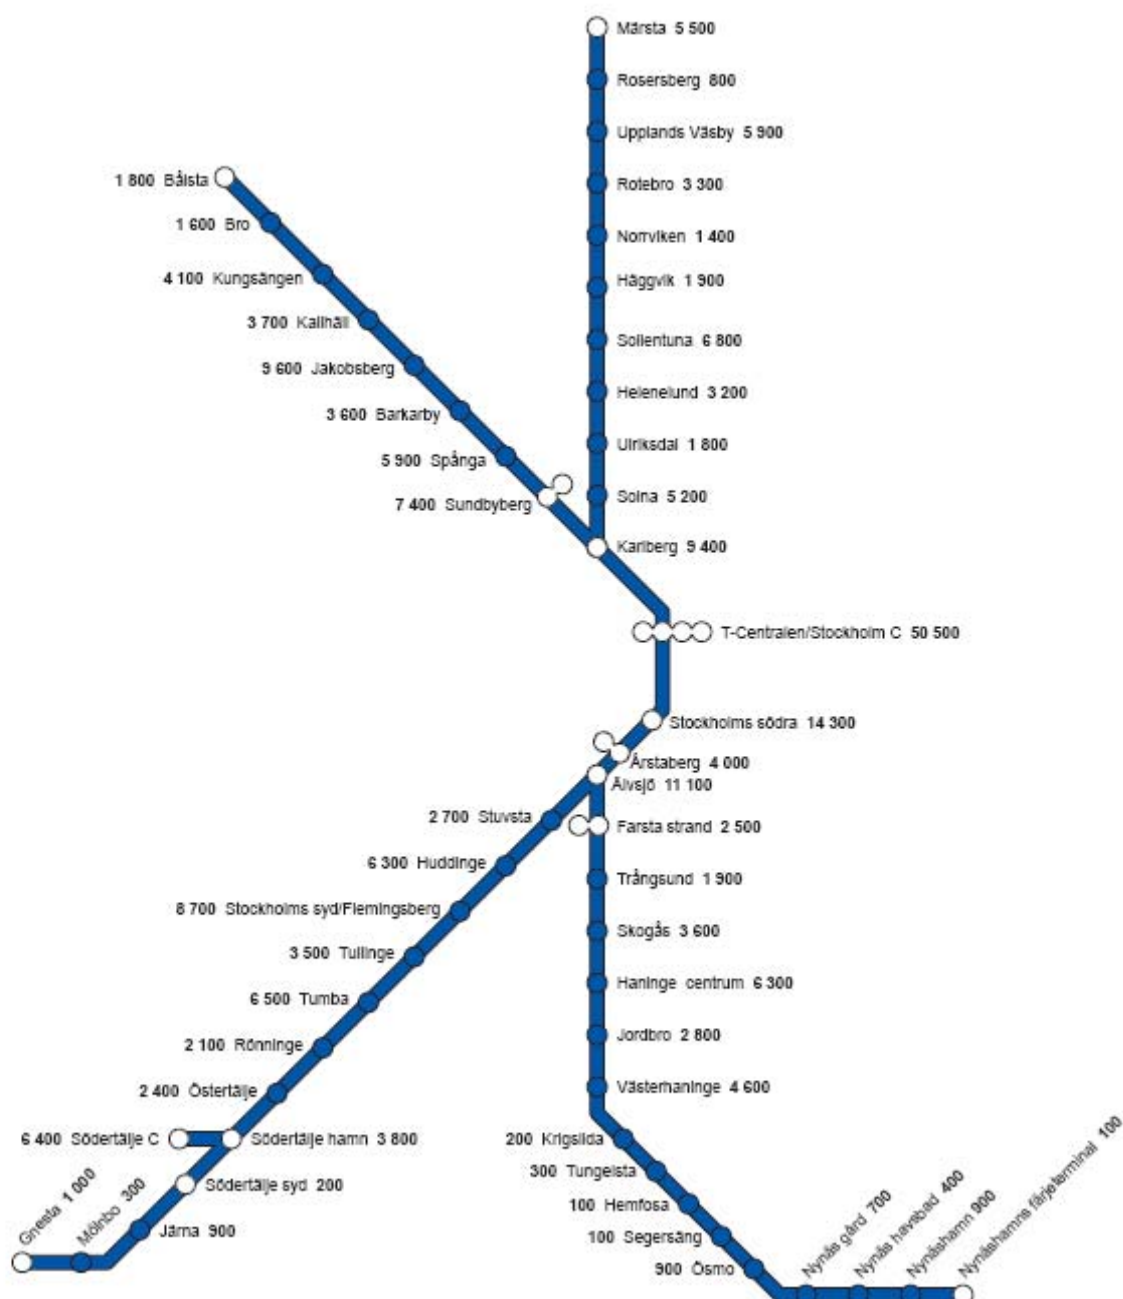 Märsta 5 500
Rosersberg 800
Upplands Väsby 5 900
Rotebro 3 300
Norrviken 1 400
Häggvik 1 900
Sollentuna 6 800
Helenelund 3 200
Ulriksdal 1 800
Solna 5 200
Karlberg 9 400
1 800 Bålsta
1 600 Bro
4 100 Kungsängen
3 700 Kallhäll
9 600 Jakobsberg
3 600 Barkarby
5 900 Spånga
7 400 Sundbyberg
T-Centralen/Stockholm C 50 500
Stockholms södra 14 300
Årstaberg 4 000
Älvsjö 11 100
2 700 Stuvsta
6 300 Huddinge
8 700 Stockholms syd/Flemingsberg
3 500 Tullinge
6 500 Tumba
2 100 Rönninge
2 400 Östertälje
6 400 Södertälje C
Södertälje hamn 3 800
Södertälje syd 200
Järna 900
Mölnbo 300
Gnesta 1 000
Farsta strand 2 500
Trångsund 1 900
Skogås 3 600
Haninge centrum 6 300
Jordbro 2 800
Västerhaninge 4 600
200 Krigslida
300 Tungelsta
100 Hemfosa
100 Segersäng
900 Ösmo
Nynäs gård 700
Nynäs havsbad 400
Nynäshamn 900
Nynäshamns färjeterminal 100